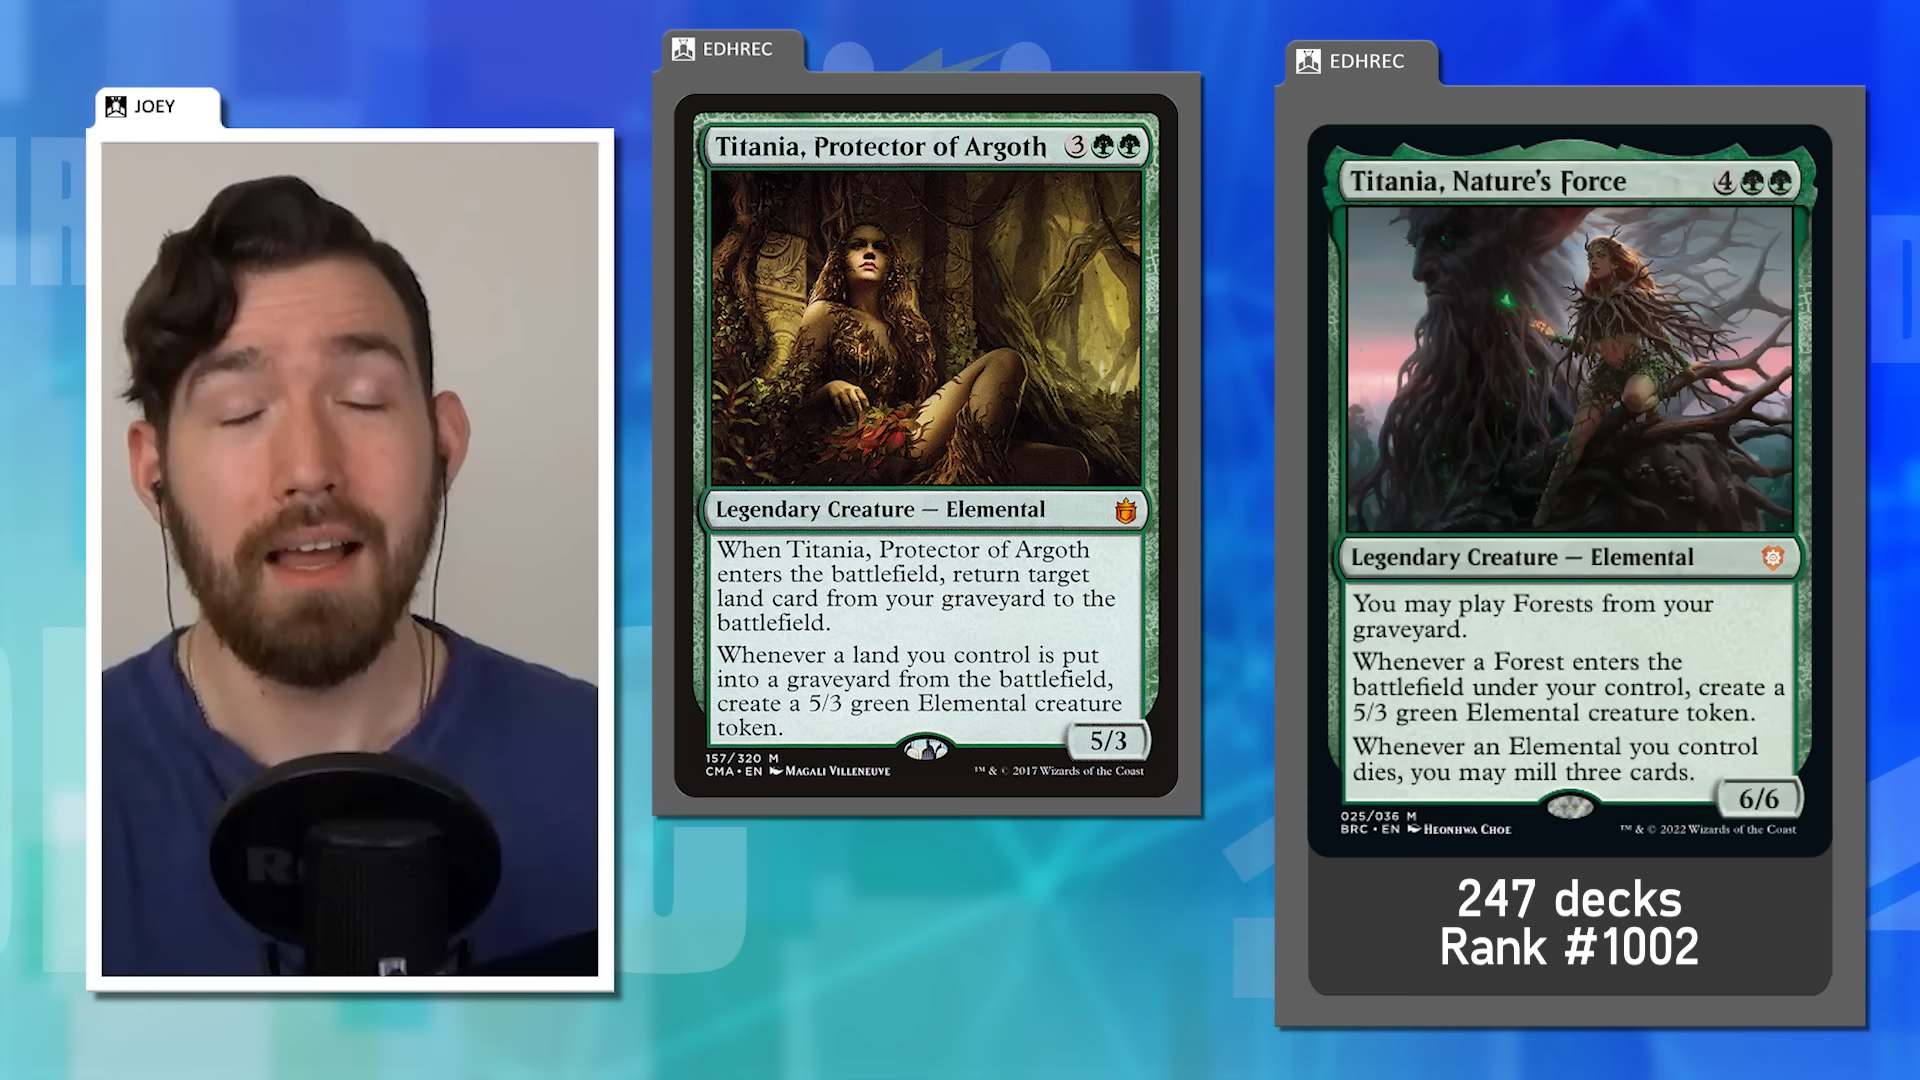 JOEY
EDHREC
Titania, Protector of Argoth 3
Legendary Creature — Elemental
When Titania, Protector of Argoth
enters the battlefield, return target
land card from your graveyard to the
battlefield.
Whenever a land you control is put
into a graveyard from the battlefield,
create a 5/3 green Elemental creature
token.
5/3
157/320 M
CMA • EN MAGALI VILLENEUVE
™ & © 2017 Wizards of the Coast
EDHREC
Titania, Nature's Force 4
Legendary Creature — Elemental
You may play Forests from your
graveyard.
Whenever a Forest enters the
battlefield under your control, create a
5/3 green Elemental creature token.
Whenever an Elemental you control
dies, you may mill three cards.
6/6
025/036 M
BRC • EN HEONHWA CHOE
™ & © 2022 Wizards of the Coast
247 decks
Rank #1002